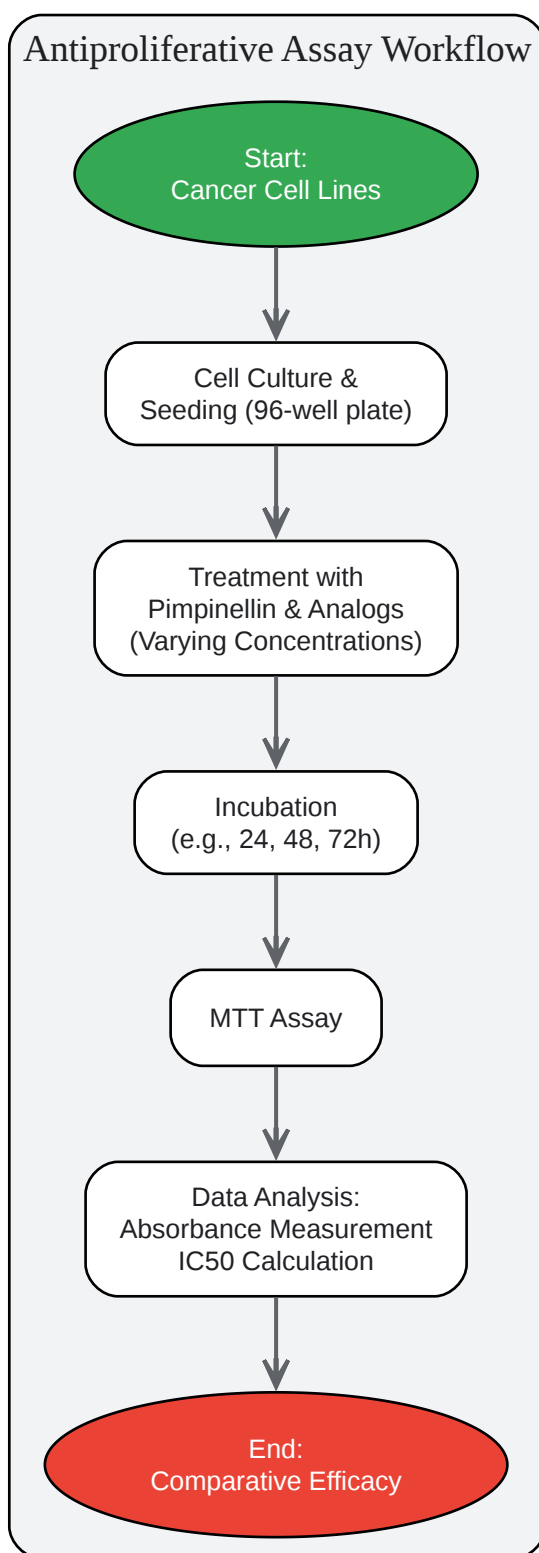 Antiproliferative Assay Workflow
Start:
Cancer Cell Lines
Cell Culture &
Seeding (96-well plate)
Treatment with
Pimpinellin & Analogs
(Varying Concentrations)
Incubation
(e.g., 24, 48, 72h)
MTT Assay
Data Analysis:
Absorbance Measurement
IC50 Calculation
End:
Comparative Efficacy